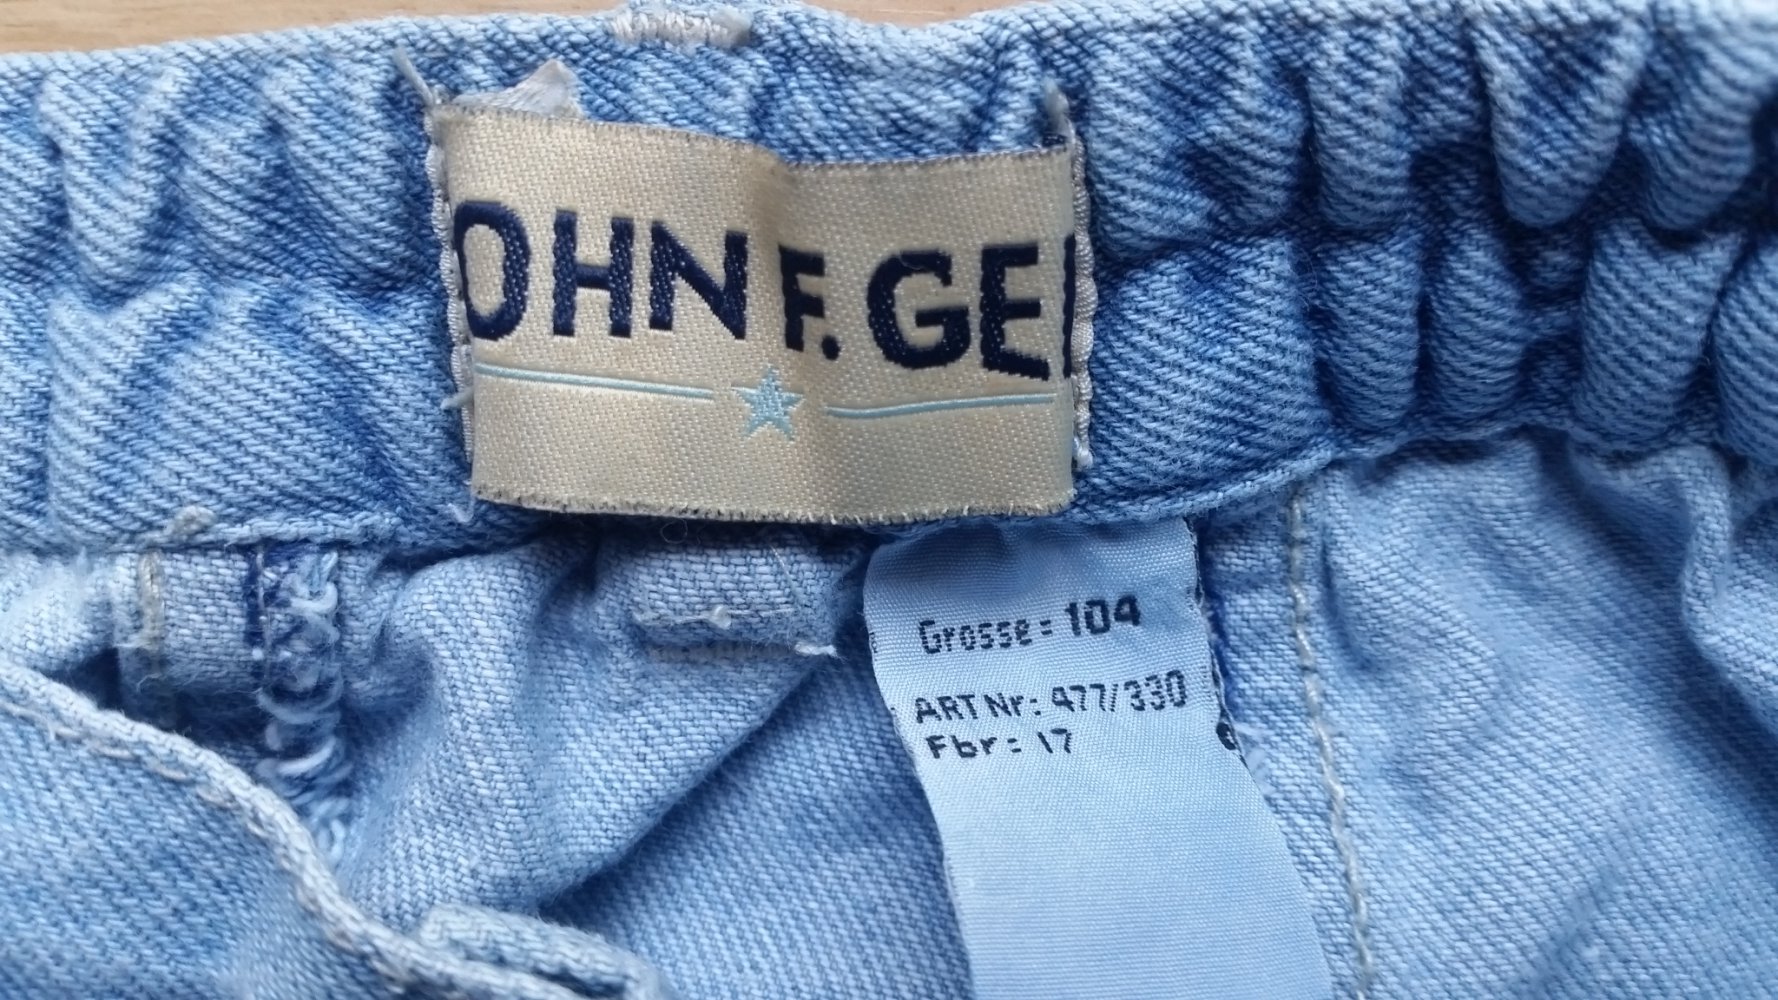 OHN F. GE
Grosse = 104
ART Nr: 477/330
Fbr: 17